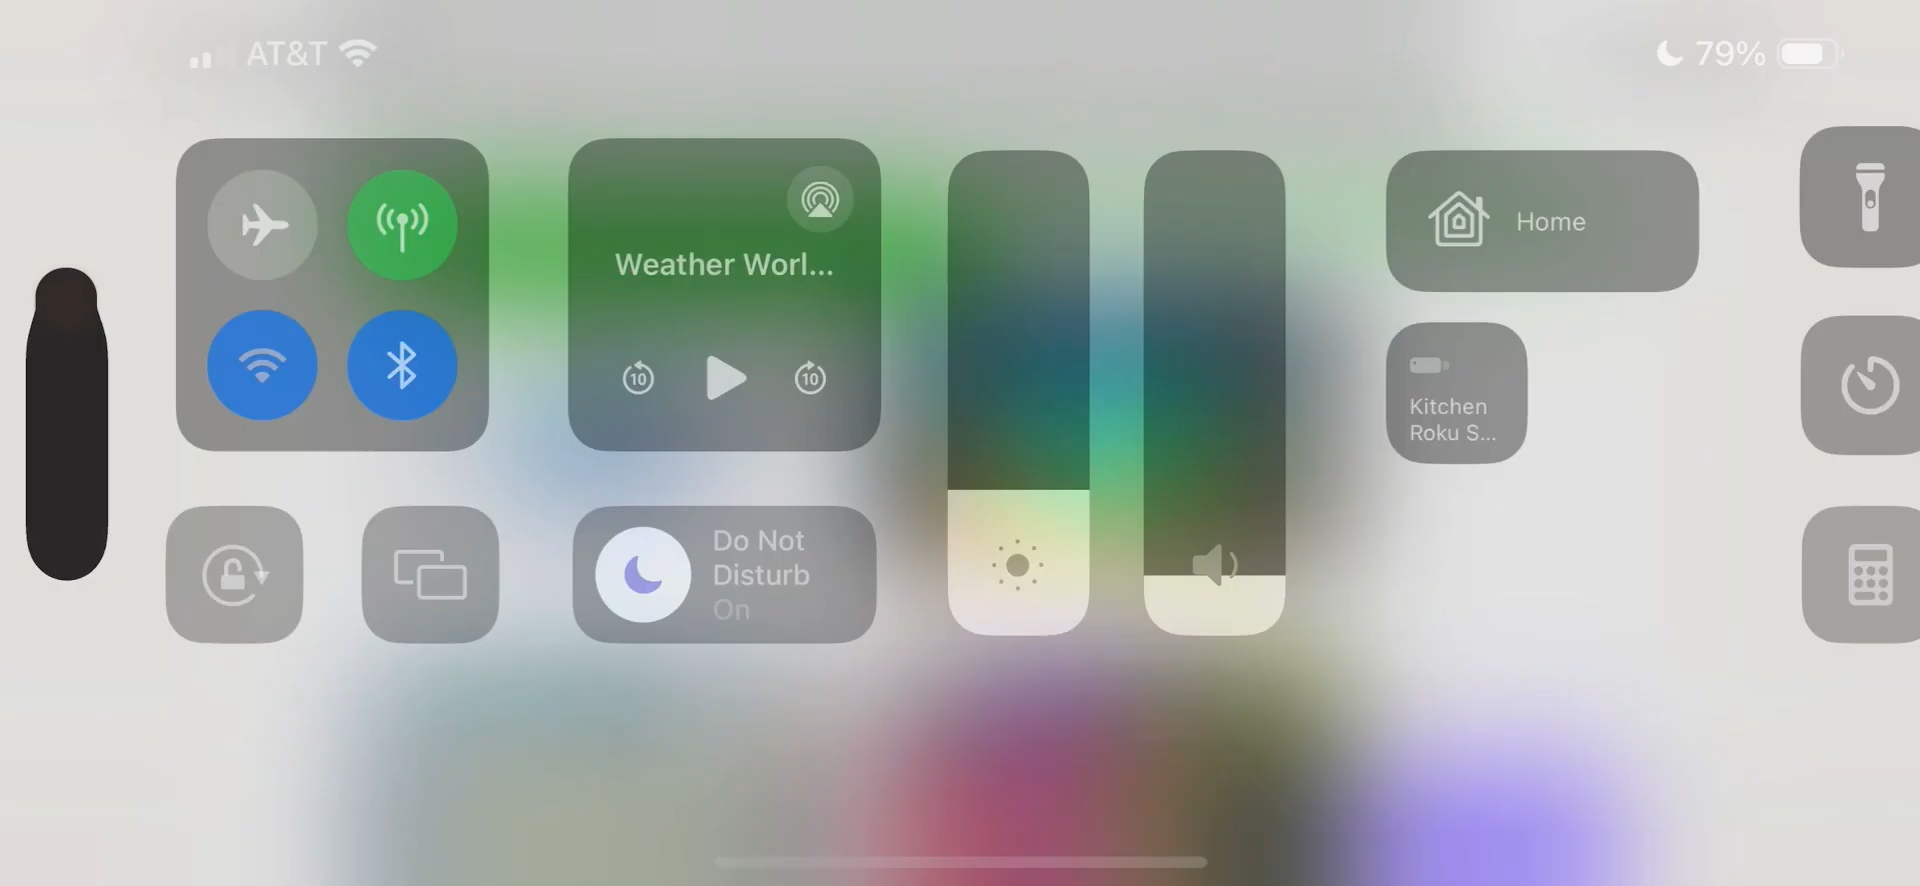 AT&T
79%
Weather Worl...
10
10
Home
Kitchen
Roku S...
Do Not
Disturb
On